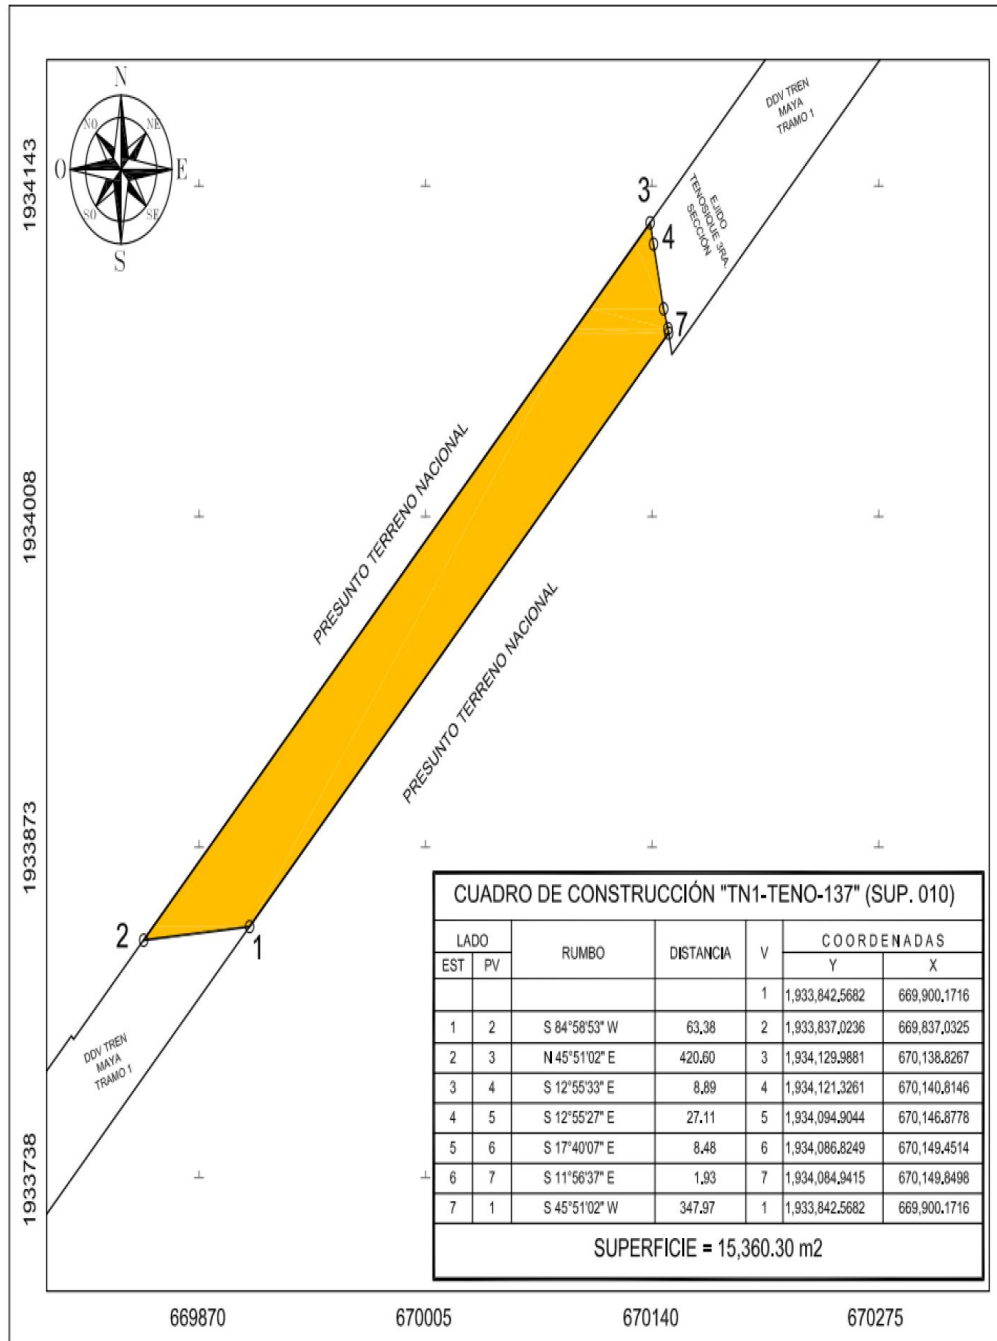 N
NO
NE
O
E
SO
SE
S
DDV TREN
MAYA
TRAMO 1
1934143
3
EJIDO
TENOSIQUE 3RA.
SECCIÓN
4
7
PRESUNTO TERRENO NACIONAL
1934008
PRESUNTO TERRENO NACIONAL
1933873
2
1
DDV TREN
MAYA
TRAMO 1
1933738
CUADRO DE CONSTRUCCIÓN "TN1-TENO-137" (SUP. 010)
LADO RUMBO DISTANCIA V COORDENADAS
EST PV Y X
1 1,933,842.5682 669,900.1716
1 2 S 84°58'53" W 63.38 2 1,933,837.0236 669,837.0325
2 3 N 45°51'02" E 420.60 3 1,934,129.9881 670,138.8267
3 4 S 12°55'33" E 8.89 4 1,934,121.3261 670,140.8146
4 5 S 12°55'27" E 27.11 5 1,934,094.9044 670,146.8778
5 6 S 17°40'07" E 8.48 6 1,934,086.8249 670,149.4514
6 7 S 11°56'37" E 1.93 7 1,934,084.9415 670,149.8498
7 1 S 45°51'02" W 347.97 1 1,933,842.5682 669,900.1716
SUPERFICIE = 15,360.30 m2
669870 670005 670140 670275